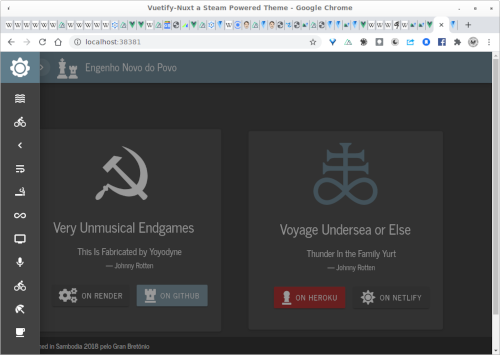 Vuetify-Nuxt a Steam Powered Theme - Google Chrome
localhost:38381
Engenho Novo do Povo
Very Unmusical Endgames
This Is Fabricated by Yoyodyne
— Johnny Rotten
ON RENDER
ON GITHUB
Voyage Undersea or Else
Thunder In the Family Yurt
— Johnny Rotten
ON HEROKU
ON NETLIFY
ned in Sambodia 2018 pelo Gran Bretônio